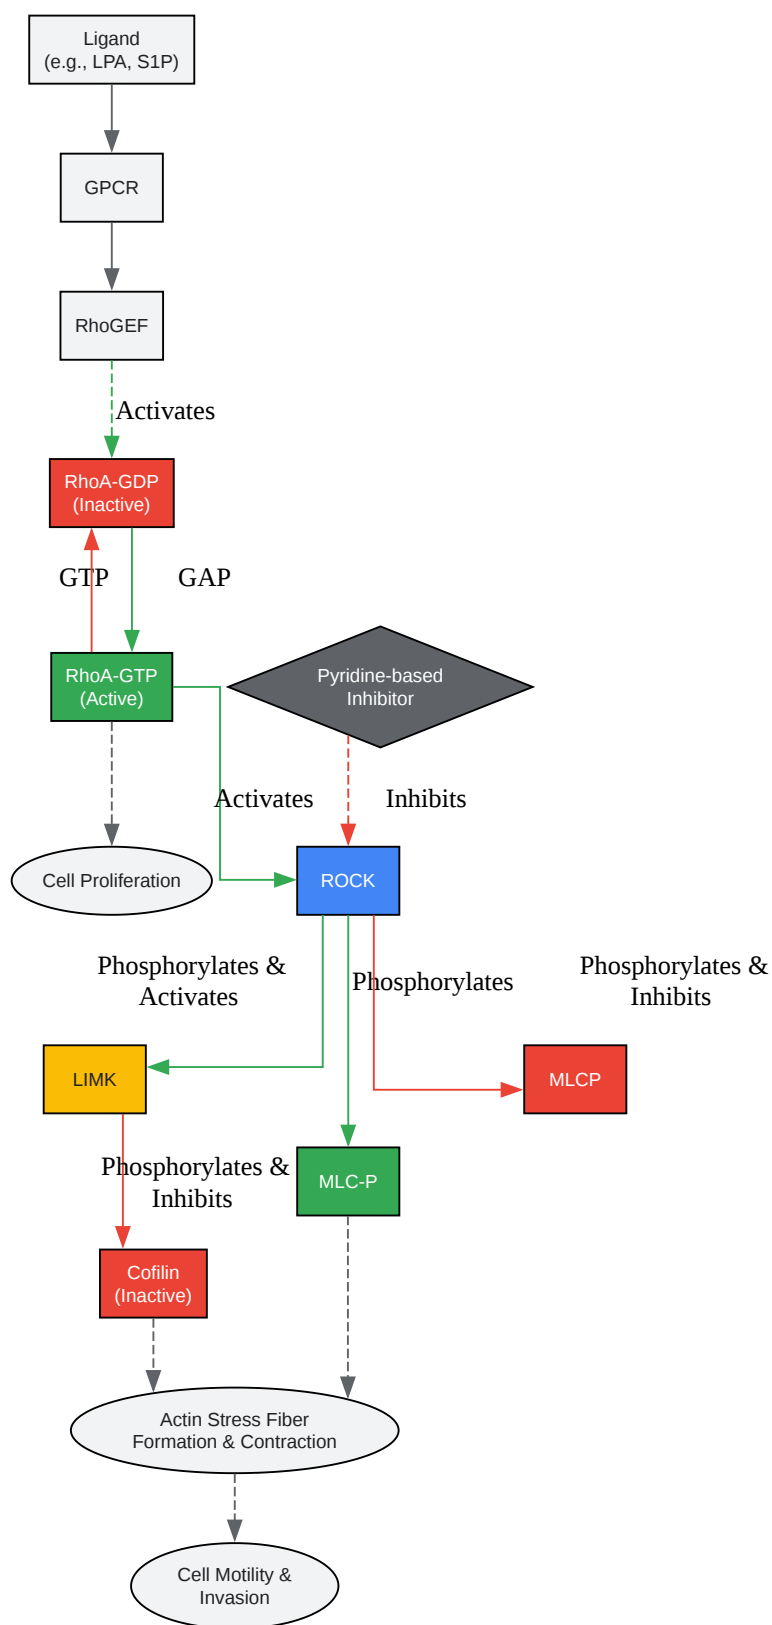 Ligand
(e.g., LPA, S1P)
GPCR
RhoGEF
Activates
RhoA-GDP
(Inactive)
GTP
GAP
RhoA-GTP
(Active)
Pyridine-based
Inhibitor
Activates
Inhibits
Cell Proliferation
ROCK
Phosphorylates &
Activates
Phosphorylates
Phosphorylates &
Inhibits
LIMK
MLCP
Phosphorylates &
Inhibits
MLC-P
Cofilin
(Inactive)
Actin Stress Fiber
Formation & Contraction
Cell Motility &
Invasion